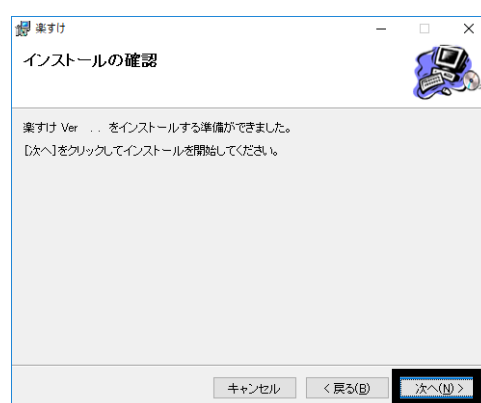 楽すけ
インストールの確認
楽すけ Ver . . をインストールする準備ができました。
[次へ]をクリックしてインストールを開始してください。
キャンセル
< 戻る(B)
次へ(N) >